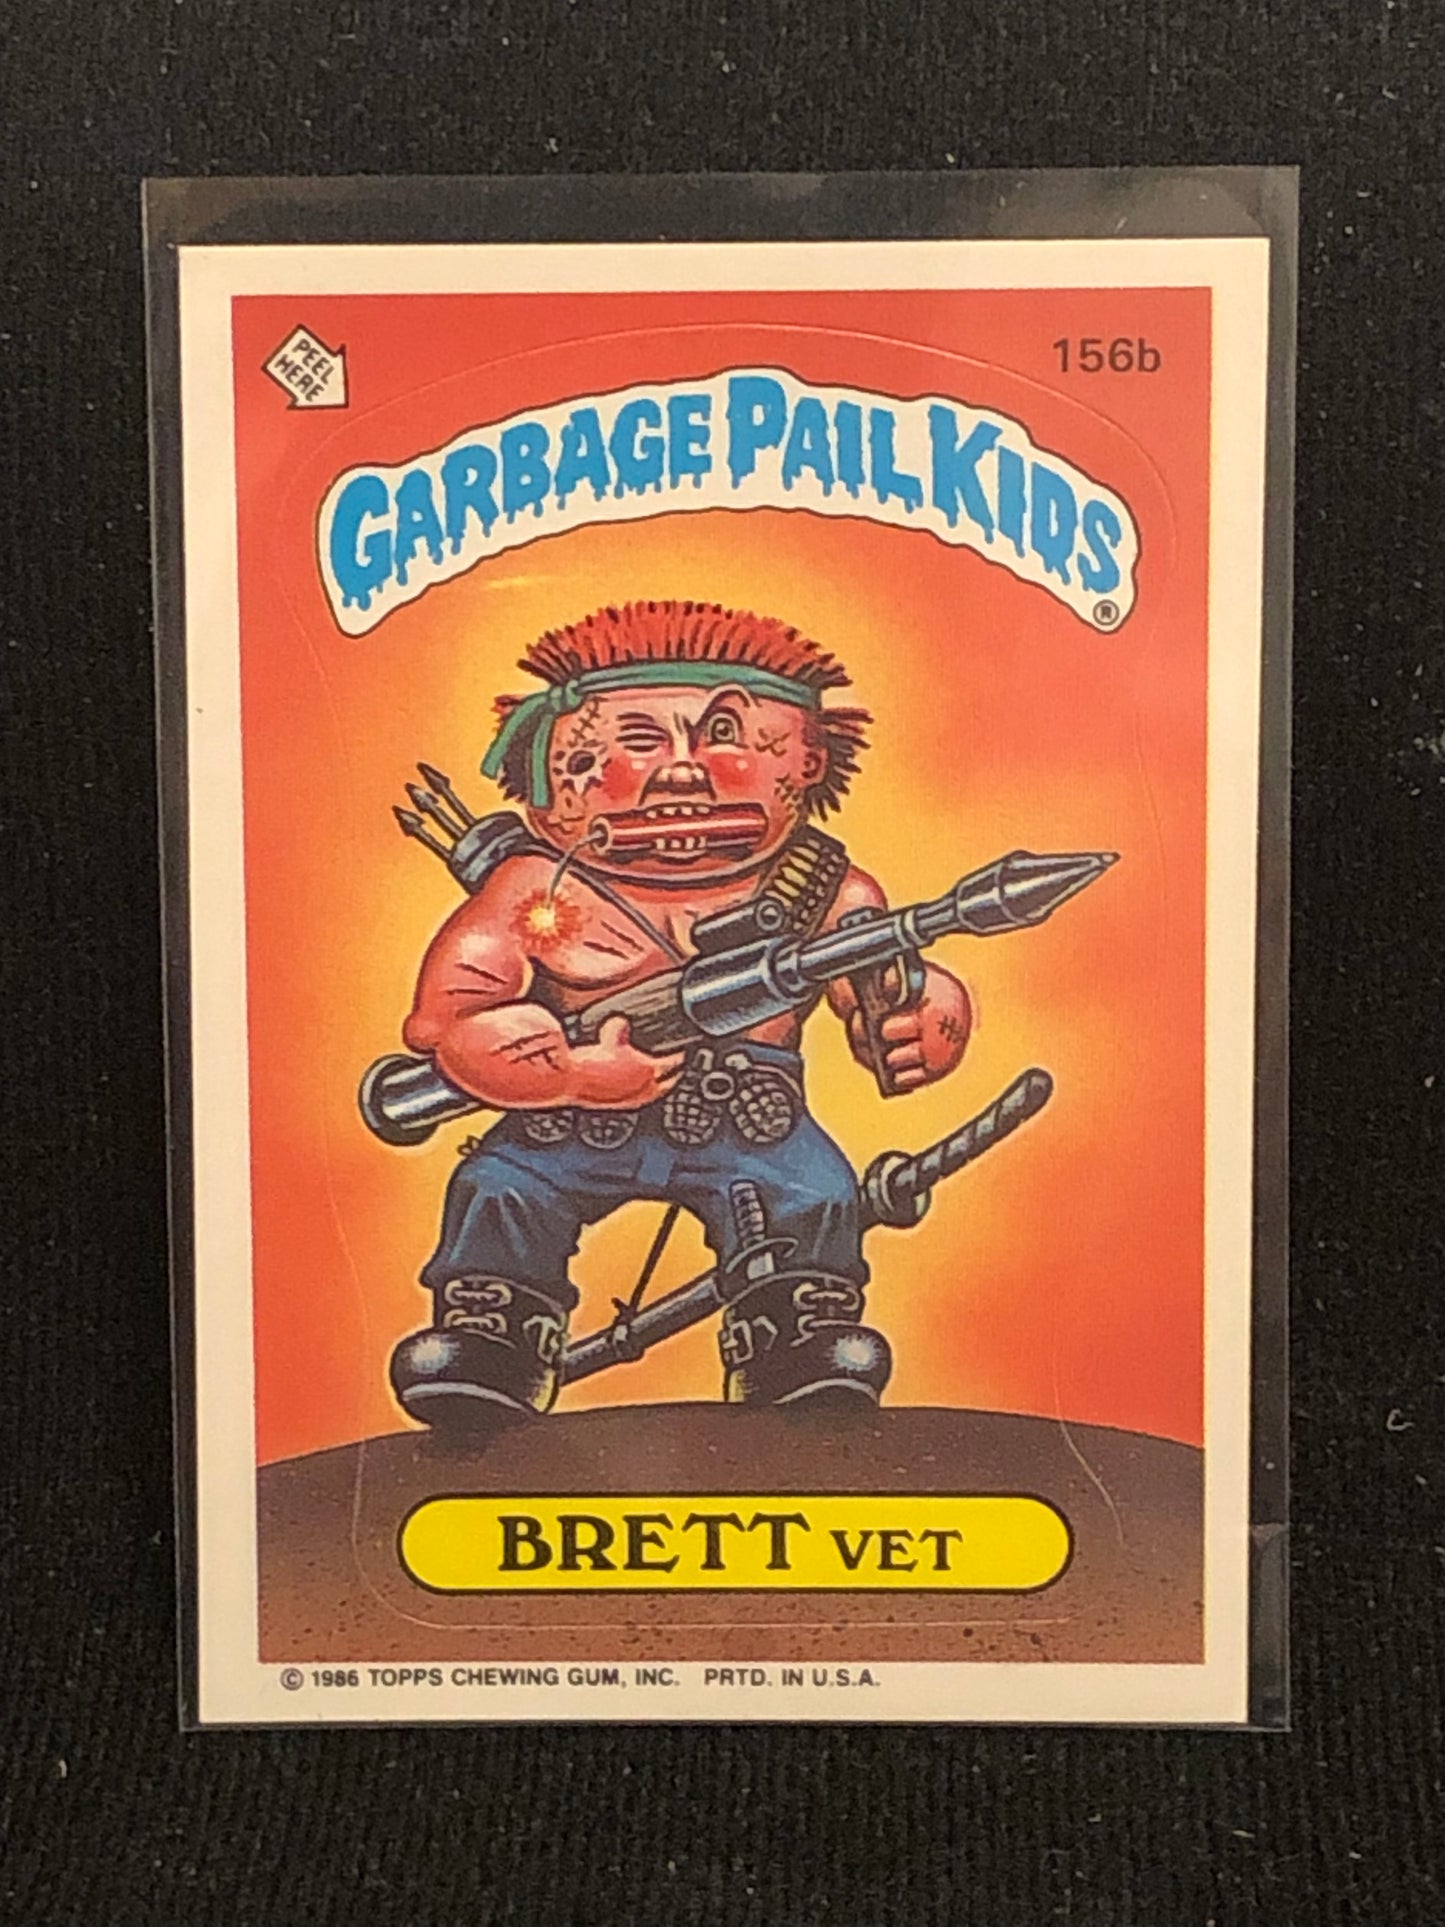 PEEL
HERE
156b
GARBAGE PAIL KIDS
®
BRETT VET
© 1986 TOPPS CHEWING GUM, INC. PRTD. IN U.S.A.